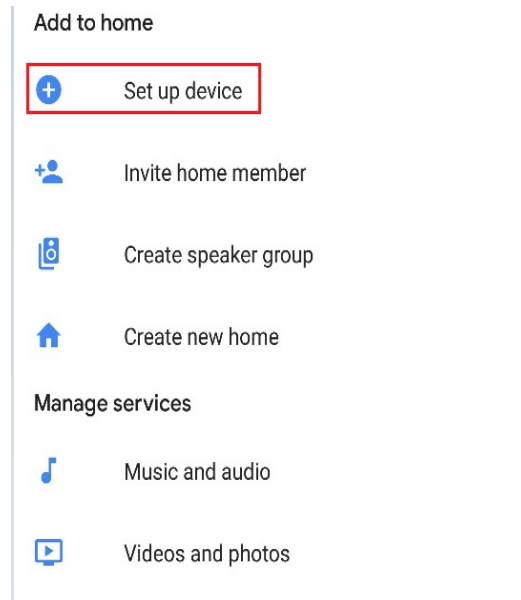 Add to home
Set up device
Invite home member
Create speaker group
Create new home
Manage services
Music and audio
Videos and photos